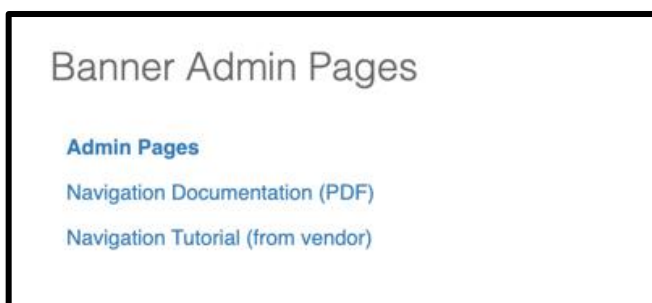 Banner Admin Pages
Admin Pages
Navigation Documentation (PDF)
Navigation Tutorial (from vendor)